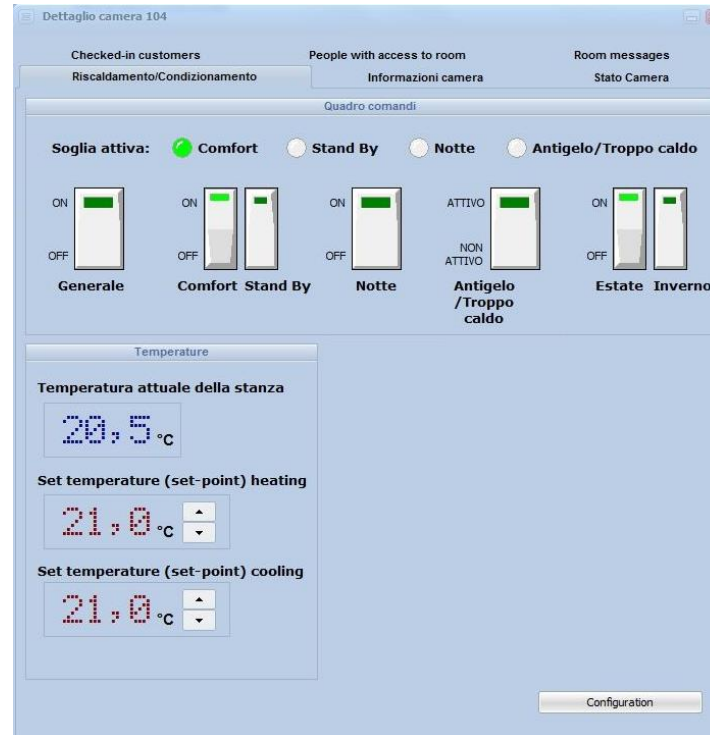 Dettaglio camera 104
Checked-in customers People with access to room Room messages
Riscaldamento/Condizionamento Informazioni camera Stato Camera
Quadro comandi
Soglia attiva: Comfort Stand By Notte Antigelo/Troppo caldo
ON ON ON ATTIVO ON
OFF OFF OFF NON ATTIVO OFF
Generale Comfort Stand By Notte Antigelo /Troppo caldo Estate Inverno
Temperature
Temperatura attuale della stanza
20,5 °C
Set temperature (set-point) heating
21,0 °C
Set temperature (set-point) cooling
21,0 °C
Configuration